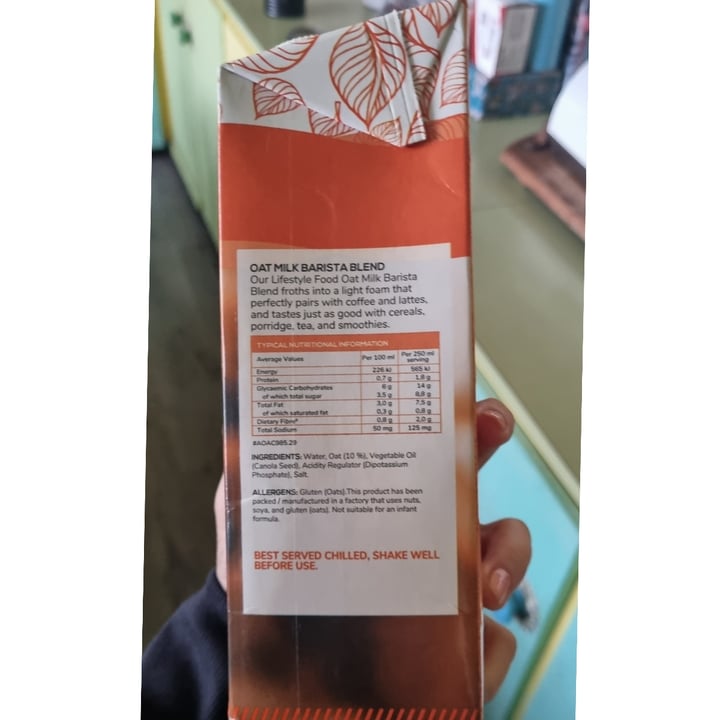 OAT MILK BARISTA BLEND
Our Lifestyle Food Oat Milk Barista
Blend froths into a light foam that
perfectly pairs with coffee and lattes,
and tastes just as good with cereals,
porridge, tea, and smoothies.
TYPICAL NUTRITIONAL INFORMATION
Average Values Per 100 ml Per 250 ml serving
Energy 226 kJ 565 kJ
Protein 0,7 g 1,8 g
Glycaemic Carbohydrates 6 g 14 g
of which total sugar 3,5 g 8,8 g
Total Fat 3,0 g 7,5 g
of which saturated fat 0,3 g 0,8 g
Dietary Fibre# 0,8 g 2,0 g
Total Sodium 50 mg 125 mg
#AOAC985.29
INGREDIENTS: Water, Oat (10 %), Vegetable Oil
(Canola Seed), Acidity Regulator (Dipotassium
Phosphate), Salt.
ALLERGENS: Gluten (Oats).This product has been
packed / manufactured in a factory that uses nuts,
soya, and gluten (oats). Not suitable for an infant
formula.
BEST SERVED CHILLED, SHAKE WELL
BEFORE USE.